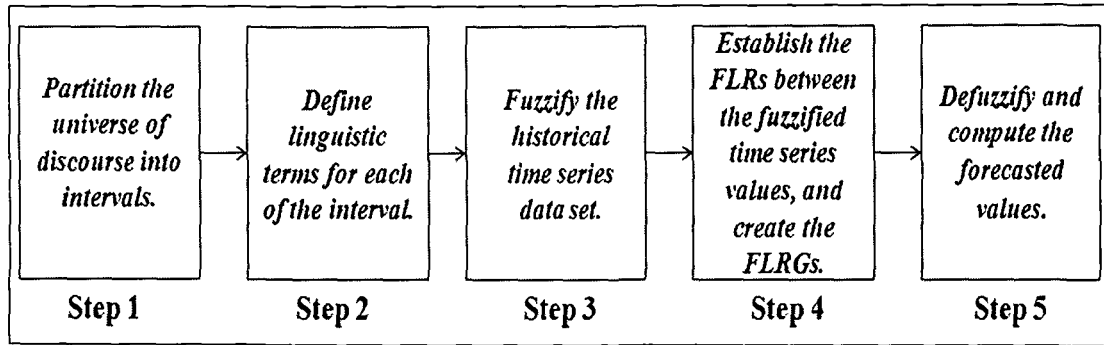 Partition the
universe of
discourse into
intervals.
Define
linguistic
terms for each
of the interval.
Fuzzify the
historical
time series
data set.
Establish the
FLRs between
the fuzzified
time series
values, and
create the
FLRGs.
Defuzzify and
compute the
forecasted
values.
Step 1
Step 2
Step 3
Step 4
Step 5